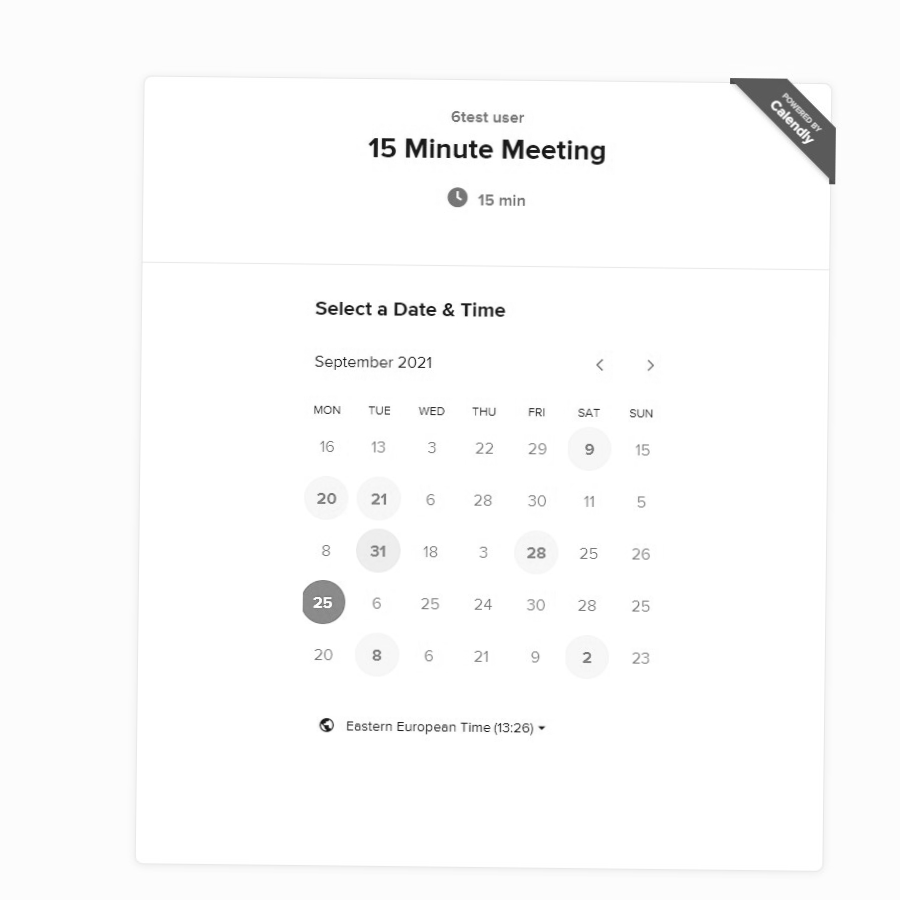 POWERED BY
Calendly
6test user
15 Minute Meeting
15 min
Select a Date & Time
September 2021
MON TUE WED THU FRI SAT SUN
16 13 3 22 29 9 15
20 21 6 28 30 11 5
8 31 18 3 28 25 26
25 6 25 24 30 28 25
20 8 6 21 9 2 23
Eastern European Time (13:26)